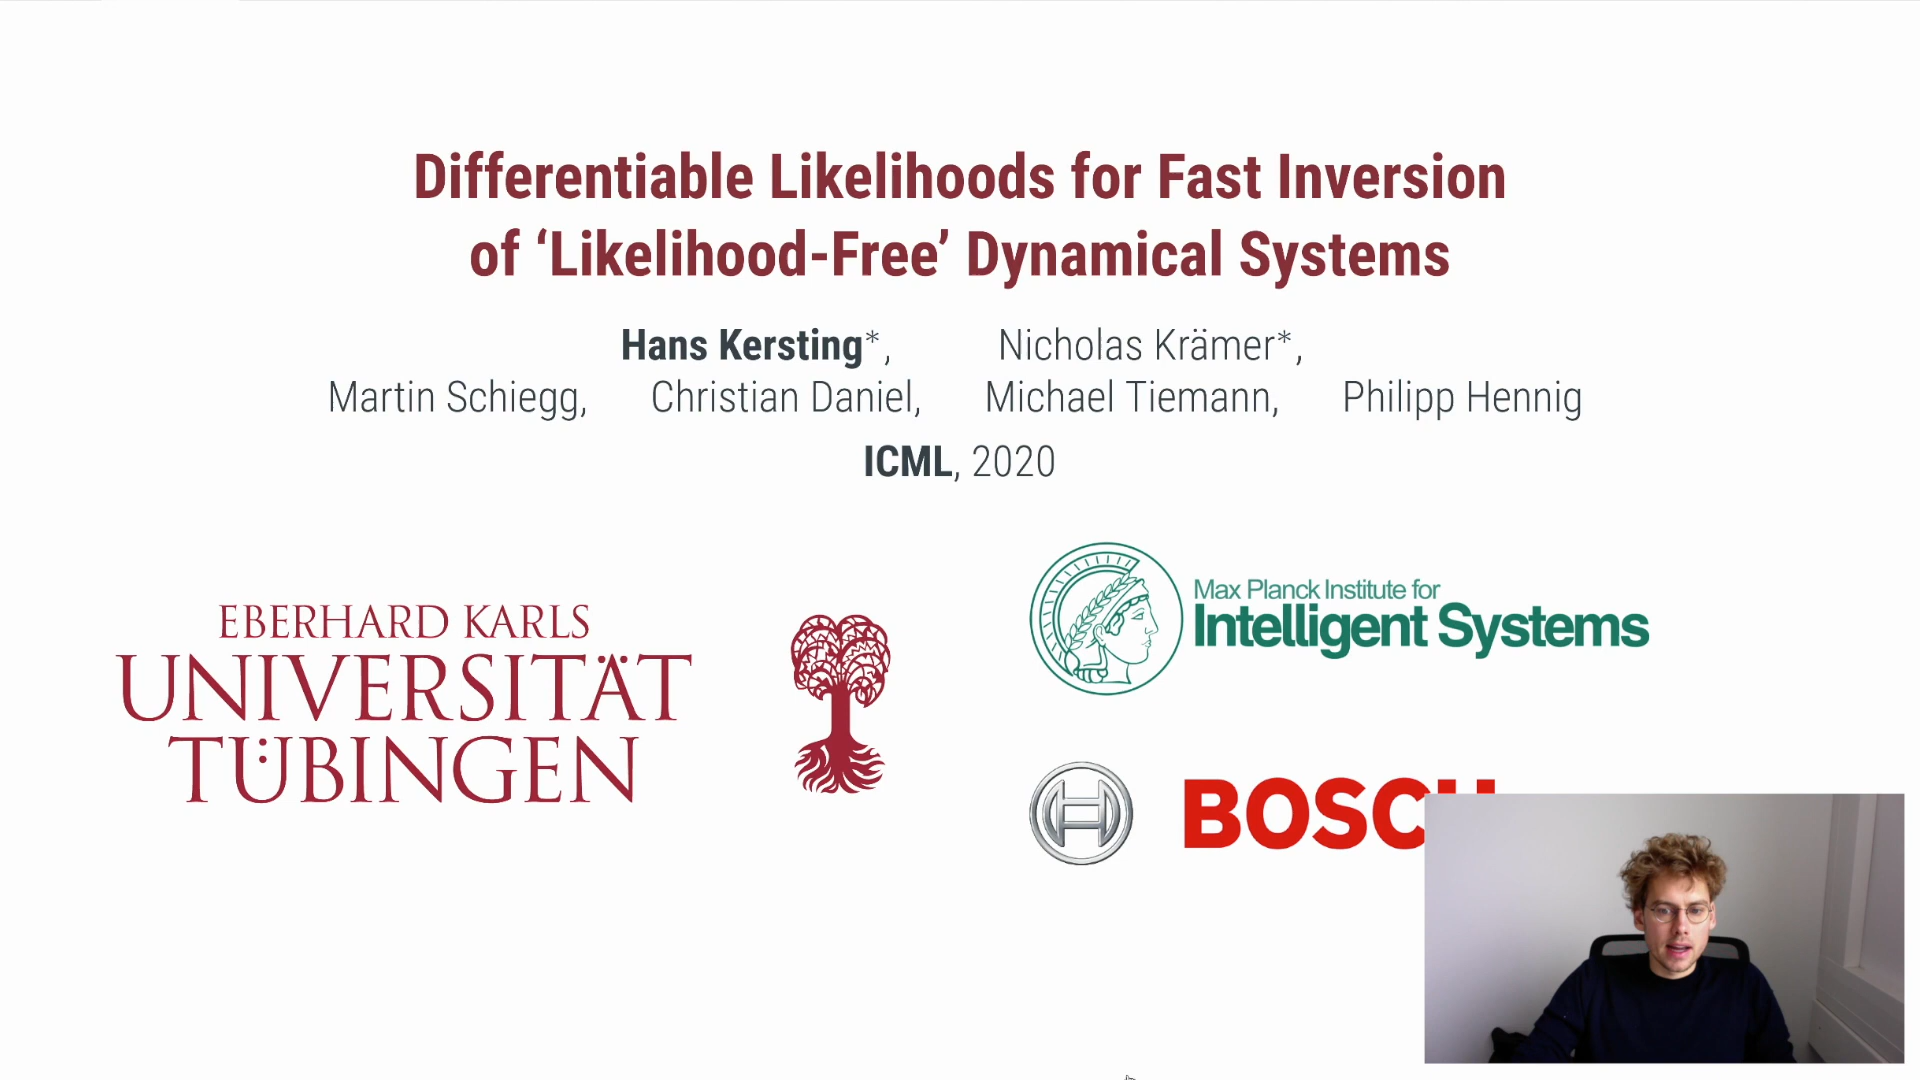 Differentiable Likelihoods for Fast Inversion
of ‘Likelihood-Free’ Dynamical Systems
Hans Kersting*, Nicholas Krämer*,
Martin Schiegg, Christian Daniel, Michael Tiemann, Philipp Hennig
ICML, 2020
EBERHARD KARLS
UNIVERSITÄT
TÜBINGEN
Max Planck Institute for
Intelligent Systems
BOSCH